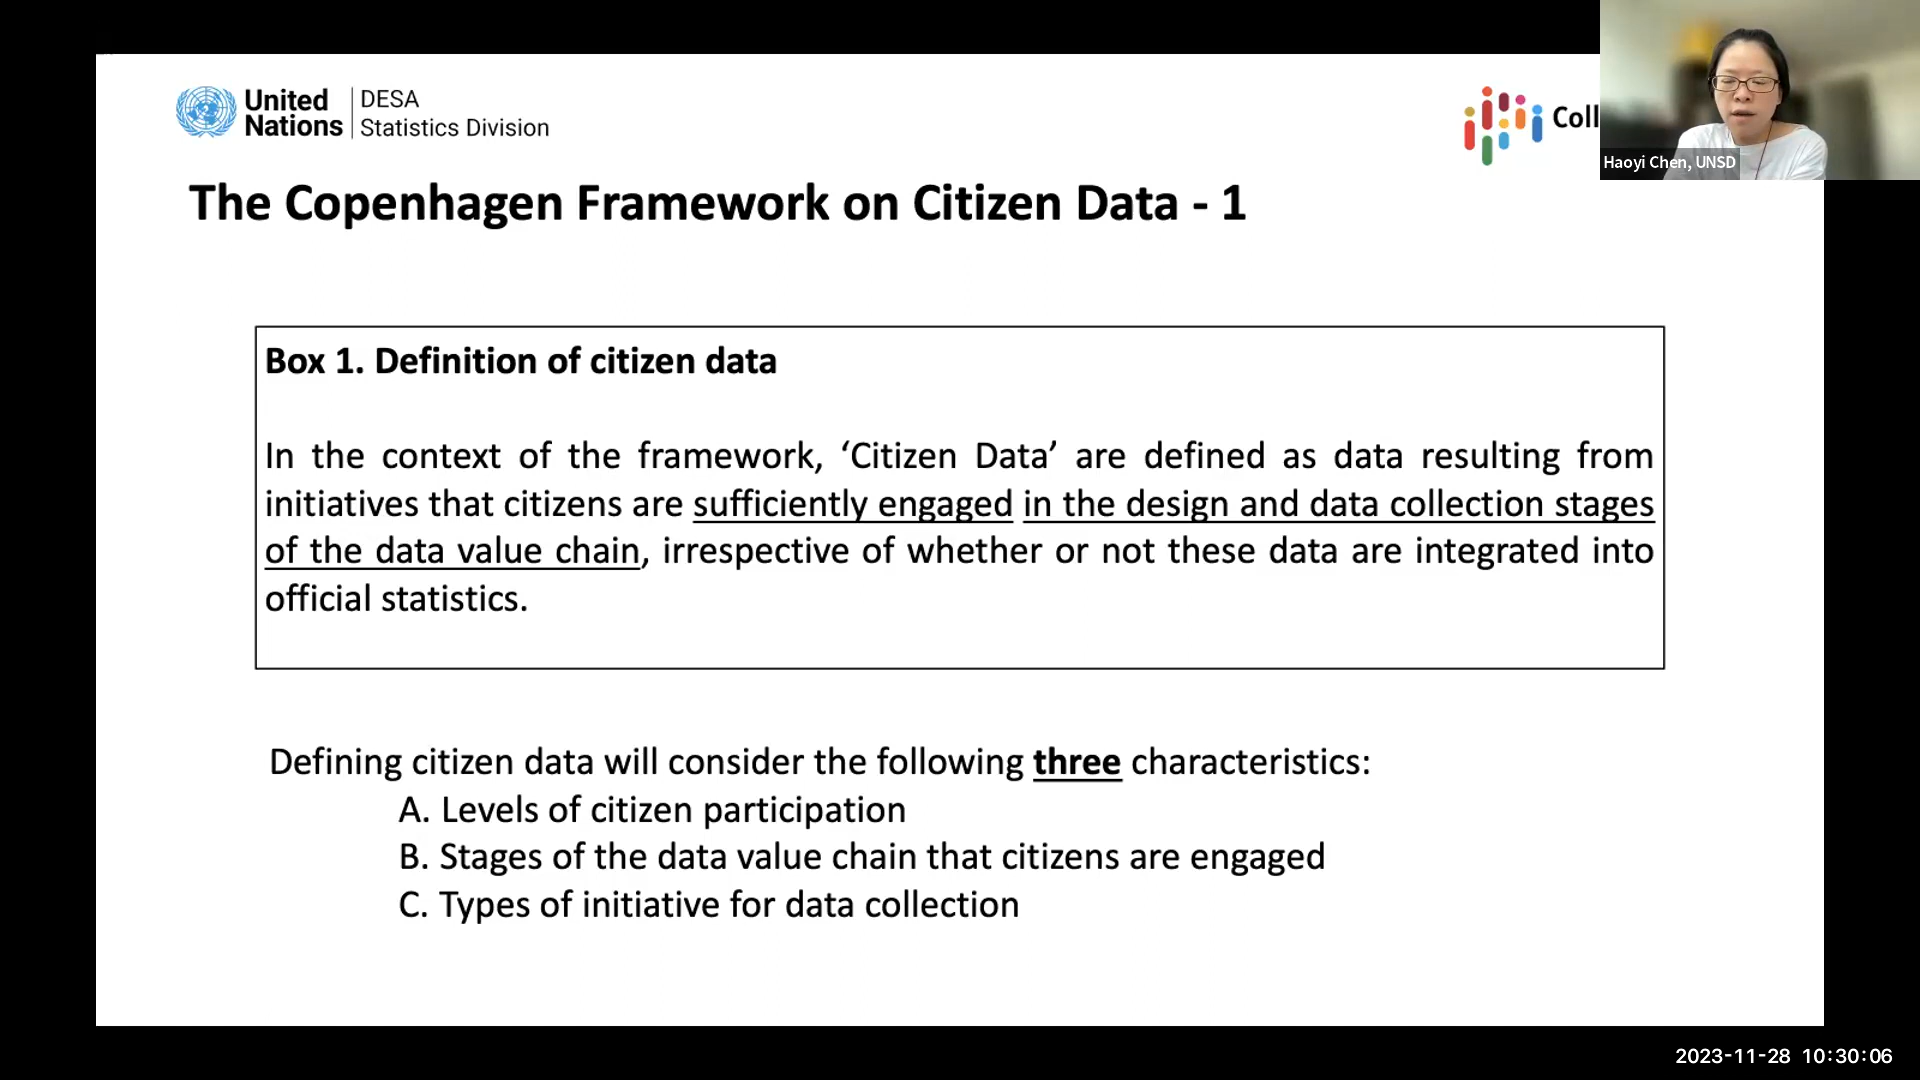 United
Nations
DESA
Statistics Division
Coll
Haoyi Chen, UNSD
The Copenhagen Framework on Citizen Data - 1
Box 1. Definition of citizen data
In the context of the framework, ‘Citizen Data’ are defined as data resulting from
initiatives that citizens are sufficiently engaged in the design and data collection stages
of the data value chain, irrespective of whether or not these data are integrated into
official statistics.
Defining citizen data will consider the following three characteristics:
A. Levels of citizen participation
B. Stages of the data value chain that citizens are engaged
C. Types of initiative for data collection
2023-11-28 10:30:06